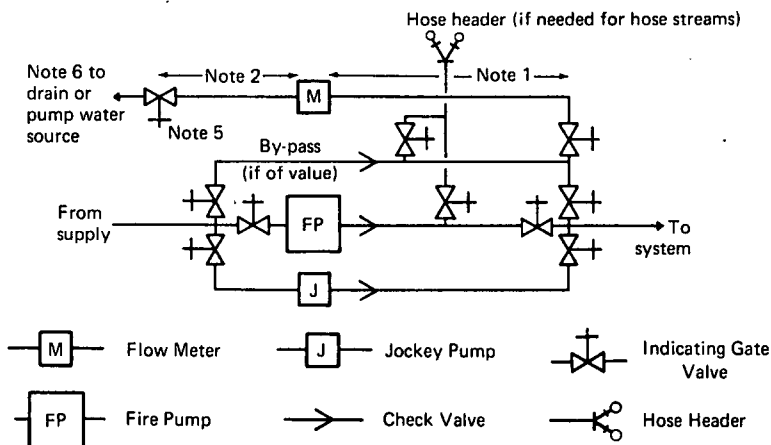 Hose header (if needed for hose streams)
Note 6 to
drain or
pump water
source
Note 2
M
Note 1
Note 5
By-pass
(if of value)
From
supply
FP
To
system
J
M Flow Meter
J Jockey Pump
Indicating Gate
Valve
FP Fire Pump
Check Valve
Hose Header